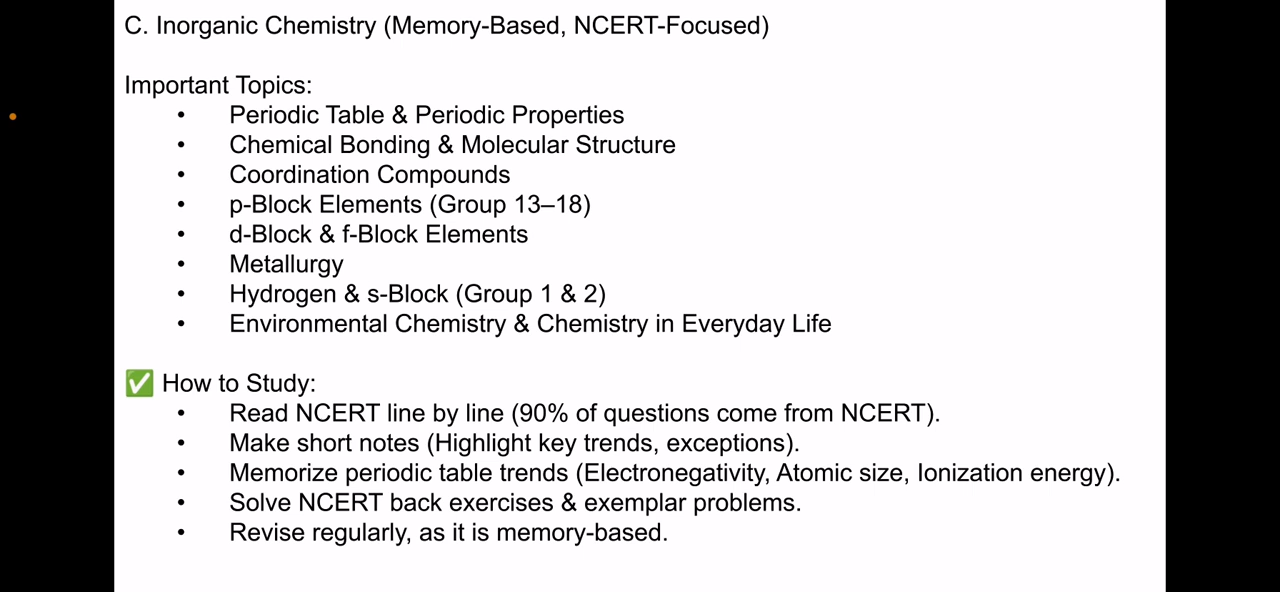 C. Inorganic Chemistry (Memory-Based, NCERT-Focused)
Important Topics:
• Periodic Table & Periodic Properties
• Chemical Bonding & Molecular Structure
• Coordination Compounds
• p-Block Elements (Group 13–18)
• d-Block & f-Block Elements
• Metallurgy
• Hydrogen & s-Block (Group 1 & 2)
• Environmental Chemistry & Chemistry in Everyday Life
✅ How to Study:
• Read NCERT line by line (90% of questions come from NCERT).
• Make short notes (Highlight key trends, exceptions).
• Memorize periodic table trends (Electronegativity, Atomic size, Ionization energy).
• Solve NCERT back exercises & exemplar problems.
• Revise regularly, as it is memory-based.